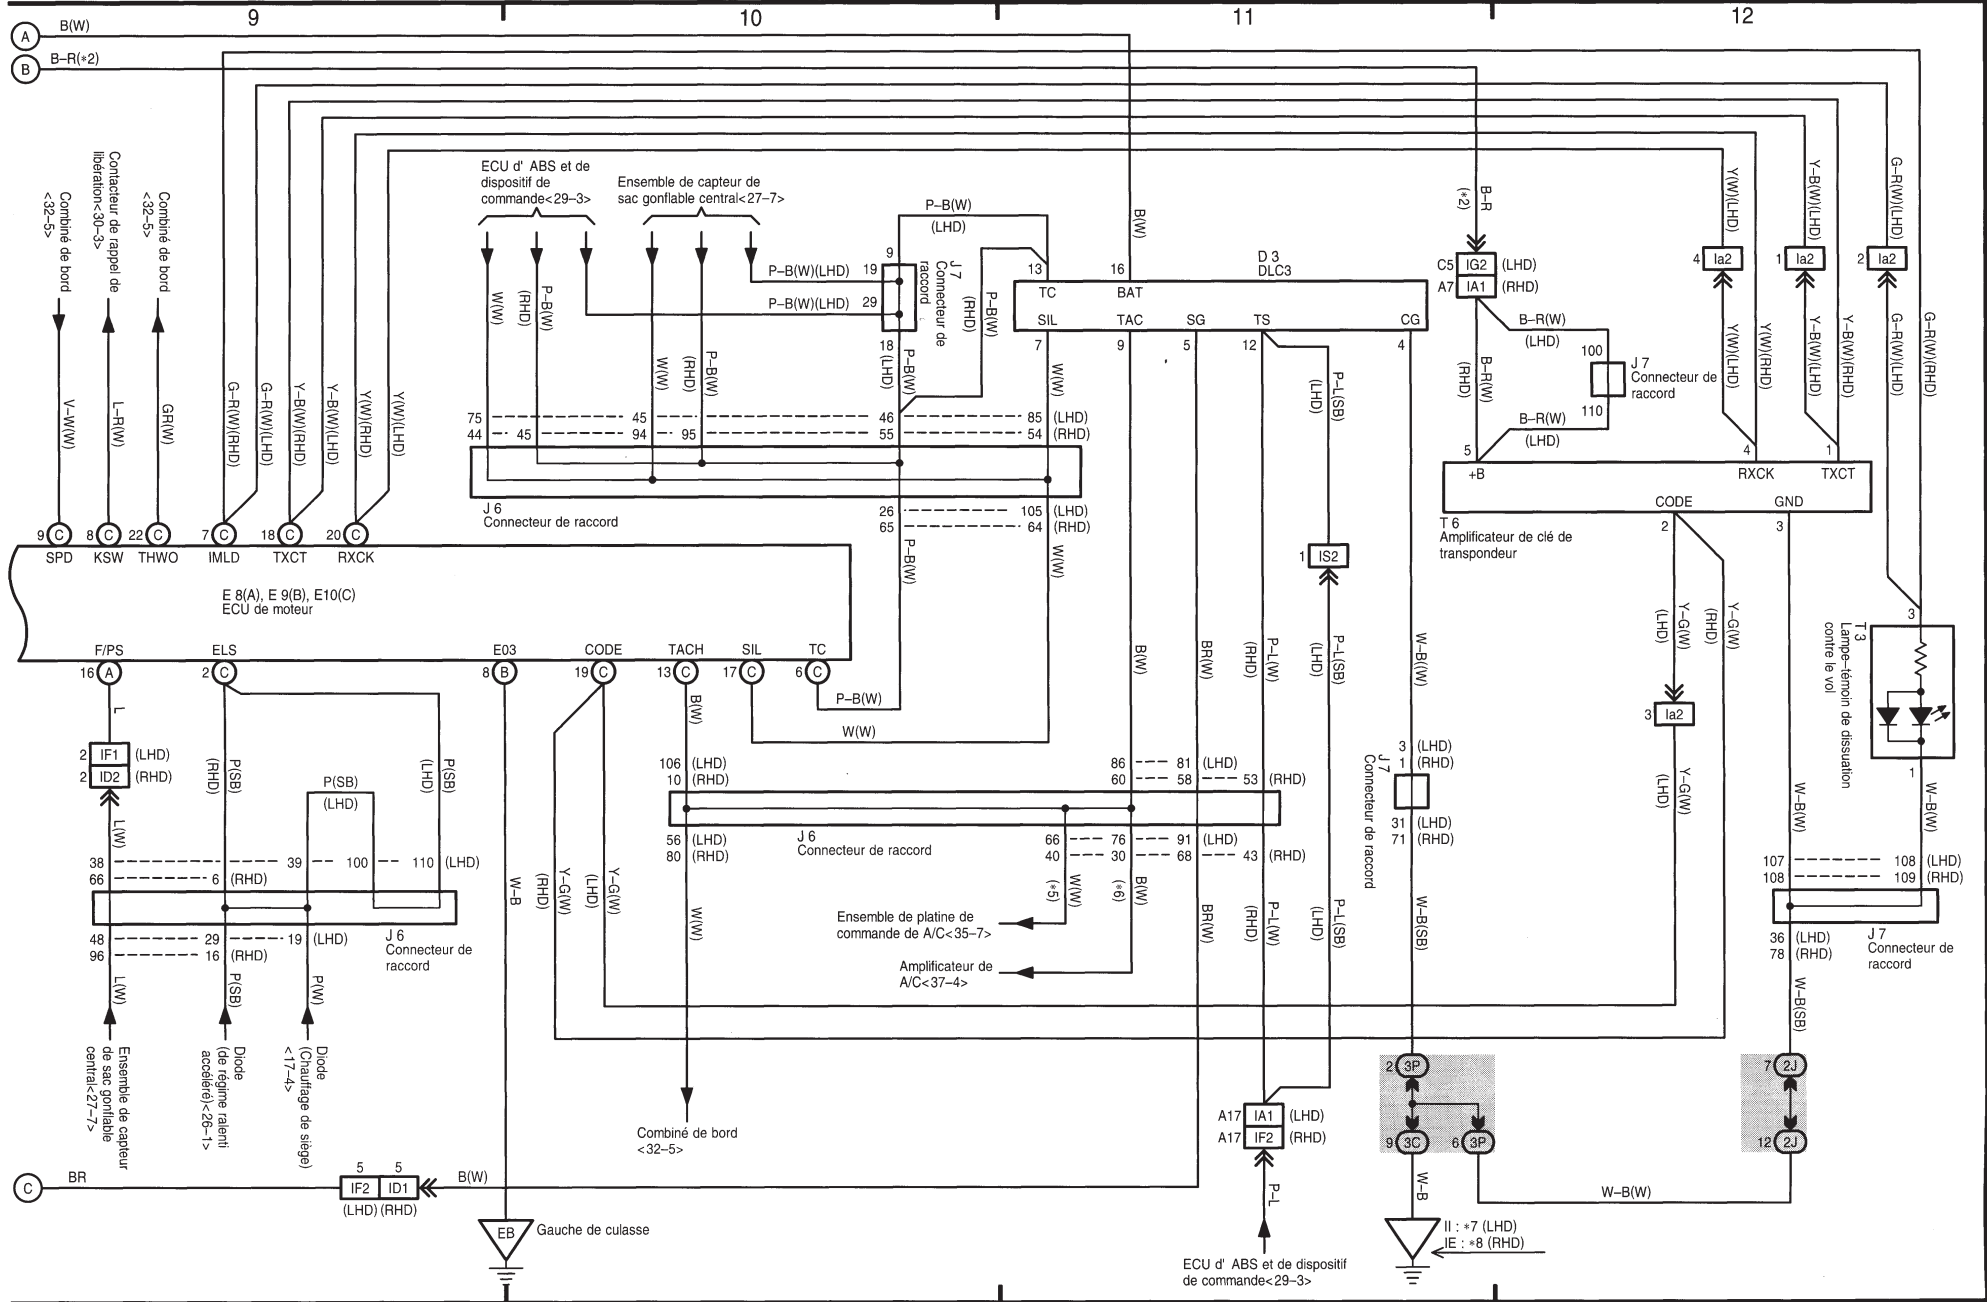 9
10
11
12
A
B(W)
B
B–R(*2)
Combiné de bord
<32–5>
Contacteur de rappel de
libération<30–3>
Combiné de bord
<32–5>
V–W(W)
L–R(W)
GR(W)
G–R(W)(RHD)
G–R(W)(LHD)
Y–B(W)(RHD)
Y–B(W)(LHD)
Y(W)(RHD)
Y(W)(LHD)
ECU d' ABS et de
dispositif de
commande<29–3>
Ensemble de capteur de
sac gonflable central<27–7>
W(W)
(RHD)
P–B(W)
W(W)
(RHD)
P–B(W)
P–B(W)(LHD)
P–B(W)(LHD)
9
19
29
18
J 7
Connecteur de
raccord
P–B(W)
(LHD)
(LHD)
P–B(W)
(RHD)
P–B(W)
B(W)
13
16
D 3
DLC3
TC
BAT
SIL
TAC
SG
TS
CG
7
9
5
12
4
W(W)
P–L(SB)
(LHD)
75
45
46
85
(LHD)
44
45
94
95
55
54
(RHD)
J 6
Connecteur de raccord
26
105
(LHD)
65
64
(RHD)
P–B(W)
W(W)
B–R
(*2)
C5
IG2
(LHD)
A7
IA1
(RHD)
B–R(W)
(LHD)
100
J 7
Connecteur de
raccord
110
B–R(W)
(RHD)
B–R(W)
(LHD)
Y(W)(LHD)
Y–B(W)(LHD)
G–R(W)(LHD)
4
Ia2
1
Ia2
2
Ia2
Y(W)(LHD)
Y(W)(RHD)
Y–B(W)(LHD)
Y–B(W)(RHD)
G–R(W)(LHD)
G–R(W)(RHD)
5
4
1
+B
RXCK
TXCT
CODE
GND
T 6
Amplificateur de clé de
transpondeur
2
3
9
C
8
C
22
C
7
C
18
C
20
C
SPD
KSW
THWO
IMLD
TXCT
RXCK
E 8(A), E 9(B), E10(C)
ECU de moteur
F/PS
ELS
E03
CODE
TACH
SIL
TC
16
A
2
C
8
B
19
C
13
C
17
C
6
C
1
IS2
P–B(W)
W(W)
B(W)
B(W)
BR(W)
(RHD)
P–L(W)
(LHD)
P–L(SB)
W–B((W)
(LHD)
Y–G(W)
(RHD)
Y–G(W)
3
Ia2
(LHD)
Y–G(W)
3
T 3
Lampe–témoin de dissuation
contre le vol
1
W–B(W)
W–B(W)
L
2
IF1
(LHD)
2
ID2
(RHD)
L(W)
(RHD)
P(SB)
P(SB)
(LHD)
(LHD)
P(SB)
38
39
100
110
(LHD)
66
6
(RHD)
48
29
19
(LHD)
96
16
(RHD)
J 6
Connecteur de
raccord
L(W)
P(SB)
P(W)
Ensemble de capteur
de sac gonflable
central<27–7>
Diode
(de régime ralenti
accéléré)<26–1>
Diode
(Chauffage de siège)
<17–4>
W–B
(RHD)
Y–G(W)
(LHD)
Y–G(W)
106
(LHD)
10
(RHD)
86
81
(LHD)
60
58
53
(RHD)
56
(LHD)
80
(RHD)
J 6
Connecteur de raccord
66
76
91
(LHD)
40
30
68
43
(RHD)
W(W)
(*5)
W(W)
(*6)
B(W)
BR(W)
(RHD)
P–L(W)
(LHD)
P–L(SB)
Ensemble de platine de
commande de A/C<35–7>
Amplificateur de
A/C<37–4>
3
(LHD)
1
(RHD)
J 7
Connecteur de raccord
31
(LHD)
71
(RHD)
W–B(SB)
107
108
(LHD)
108
109
(RHD)
36
(LHD)
78
(RHD)
J 7
Connecteur de
raccord
W–B(SB)
2
3P
9
3C
6
3P
7
2J
12
2J
Combiné de bord
<32–5>
A17
IA1
(LHD)
A17
IF2
(RHD)
P–L
C
BR
5
5
IF2
ID1
(LHD)
(RHD)
B(W)
EB
Gauche de culasse
W–B
W–B(W)
II : *7 (LHD)
IE : *8 (RHD)
ECU d' ABS et de dispositif
de commande<29–3>